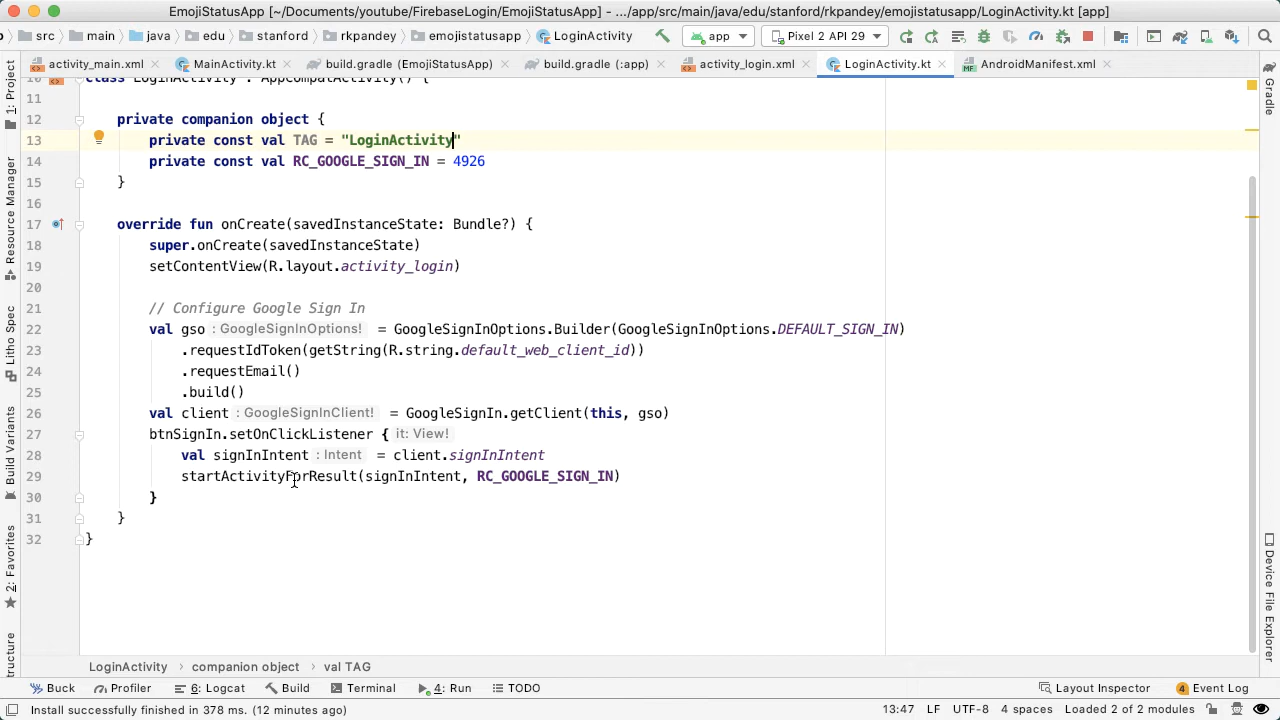 EmojiStatusApp [~/Documents/youtube/FirebaseLogin/EmojiStatusApp] - .../app/src/main/java/edu/stanford/rkpandey/emojistatusapp/LoginActivity.kt [app]
src main java edu stanford rkpandey emojistatusapp LoginActivity app Pixel 2 API 29
activity_main.xml MainActivity.kt build.gradle (EmojiStatusApp) build.gradle (:app) activity_login.xml LoginActivity.kt AndroidManifest.xml
10 class LoginActivity : AppCompatActivity() {
11
12 private companion object {
13 private const val TAG = "LoginActivity"
14 private const val RC_GOOGLE_SIGN_IN = 4926
15 }
16
17 override fun onCreate(savedInstanceState: Bundle?) {
18 super.onCreate(savedInstanceState)
19 setContentView(R.layout.activity_login)
20
21 // Configure Google Sign In
22 val gso : GoogleSignInOptions! = GoogleSignInOptions.Builder(GoogleSignInOptions.DEFAULT_SIGN_IN)
23 .requestIdToken(getString(R.string.default_web_client_id))
24 .requestEmail()
25 .build()
26 val client : GoogleSignInClient! = GoogleSignIn.getClient(this, gso)
27 btnSignIn.setOnClickListener { it: View!
28 val signInIntent : Intent = client.signInIntent
29 startActivityForResult(signInIntent, RC_GOOGLE_SIGN_IN)
30 }
31 }
32 }
1: Project
Resource Manager
Litho Spec
Build Variants
2: Favorites
Gradle
Device File Explorer
LoginActivity › companion object › val TAG
Buck Profiler 6: Logcat Build Terminal 4: Run TODO Layout Inspector 4 Event Log
Install successfully finished in 378 ms. (12 minutes ago) 13:47 LF UTF-8 4 spaces Loaded 2 of 2 modules